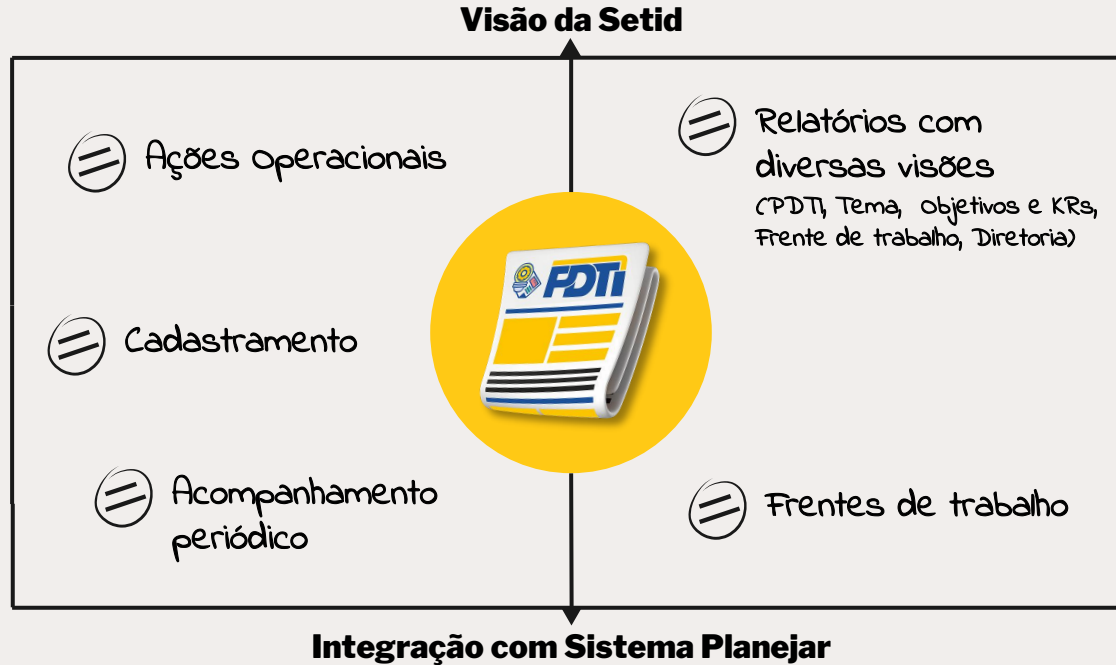 Visão da Setid
Ações operacionais
Relatórios com
diversas visões
(PDTI, Tema, Objetivos e KRs,
Frente de trabalho, Diretoria)
PDTI
Cadastramento
Acompanhamento
periódico
Frentes de trabalho
Integração com Sistema Planejar